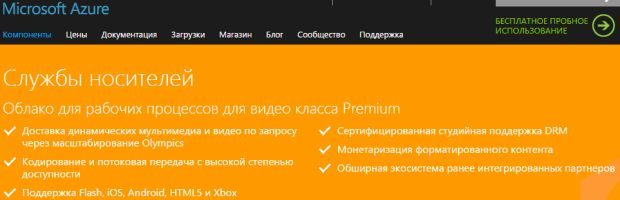 Microsoft Azure
БЕСПЛАТНОЕ ПРОБНОЕ
ИСПОЛЬЗОВАНИЕ
Компоненты Цены Документация Загрузки Магазин Блог Сообщество Поддержка
Службы носителей
Облако для рабочих процессов для видео класса Premium
Доставка динамических мультимедиа и видео по запросу
через масштабирование Olympics
Кодирование и потоковая передача с высокой степенью
доступности
Поддержка Flash, iOS, Android, HTML5 и Xbox
Сертифицированная студийная поддержка DRM
Монетаризация форматированного контента
Обширная экосистема ранее интегрированных партнеров